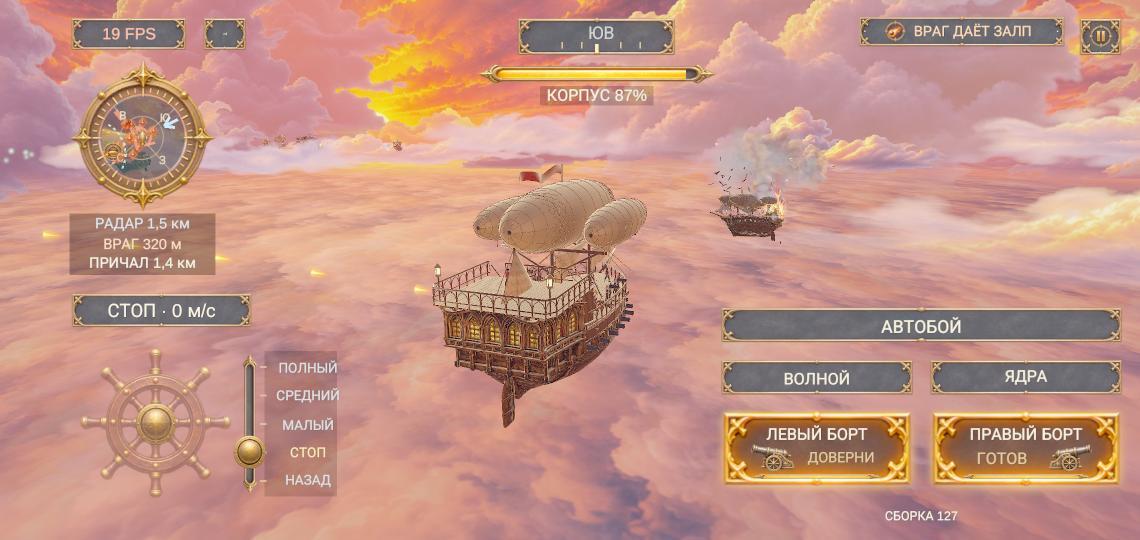 19 FPS
ЮВ
ВРАГ ДАЁТ ЗАЛП
КОРПУС 87%
В
Ю
С
З
РАДАР 1,5 км
ВРАГ 320 м
ПРИЧАЛ 1,4 км
СТОП · 0 м/с
ПОЛНЫЙ
СРЕДНИЙ
МАЛЫЙ
СТОП
НАЗАД
АВТОБОЙ
ВОЛНОЙ
ЯДРА
ЛЕВЫЙ БОРТ
ДОВЕРНИ
ПРАВЫЙ БОРТ
ГОТОВ
СБОРКА 127